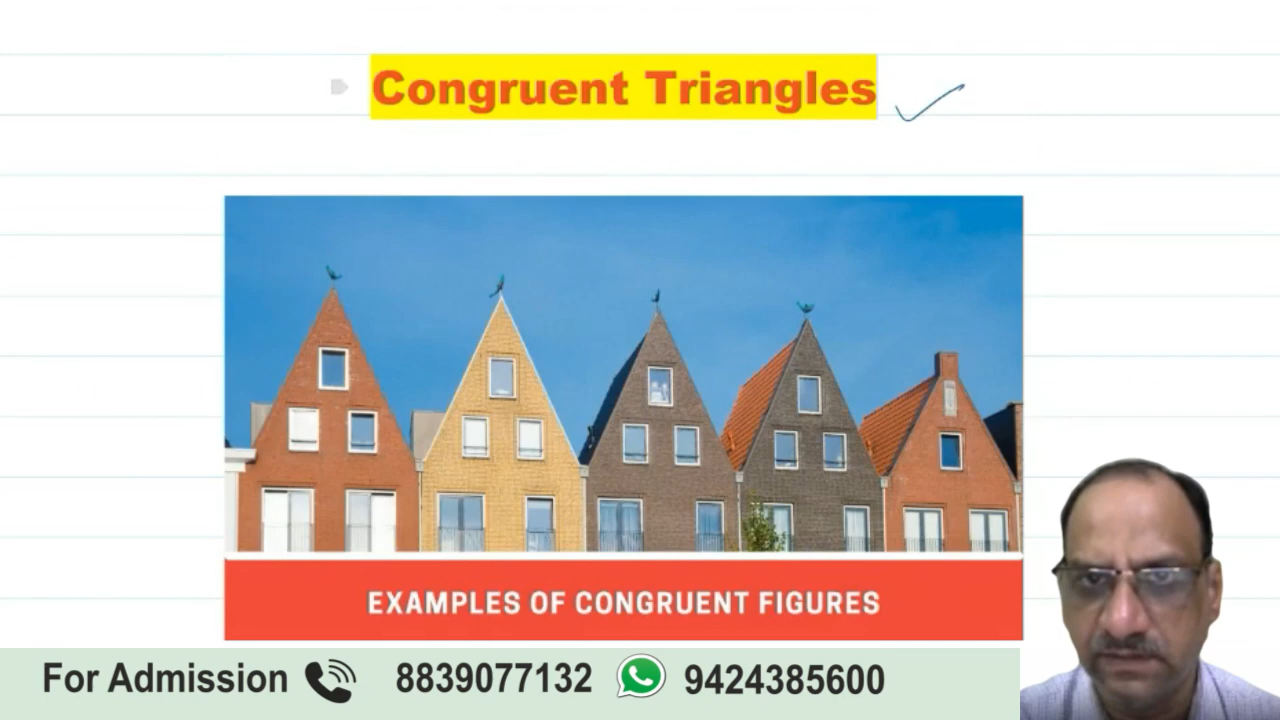 Congruent Triangles
EXAMPLES OF CONGRUENT FIGURES
For Admission 8839077132 9424385600